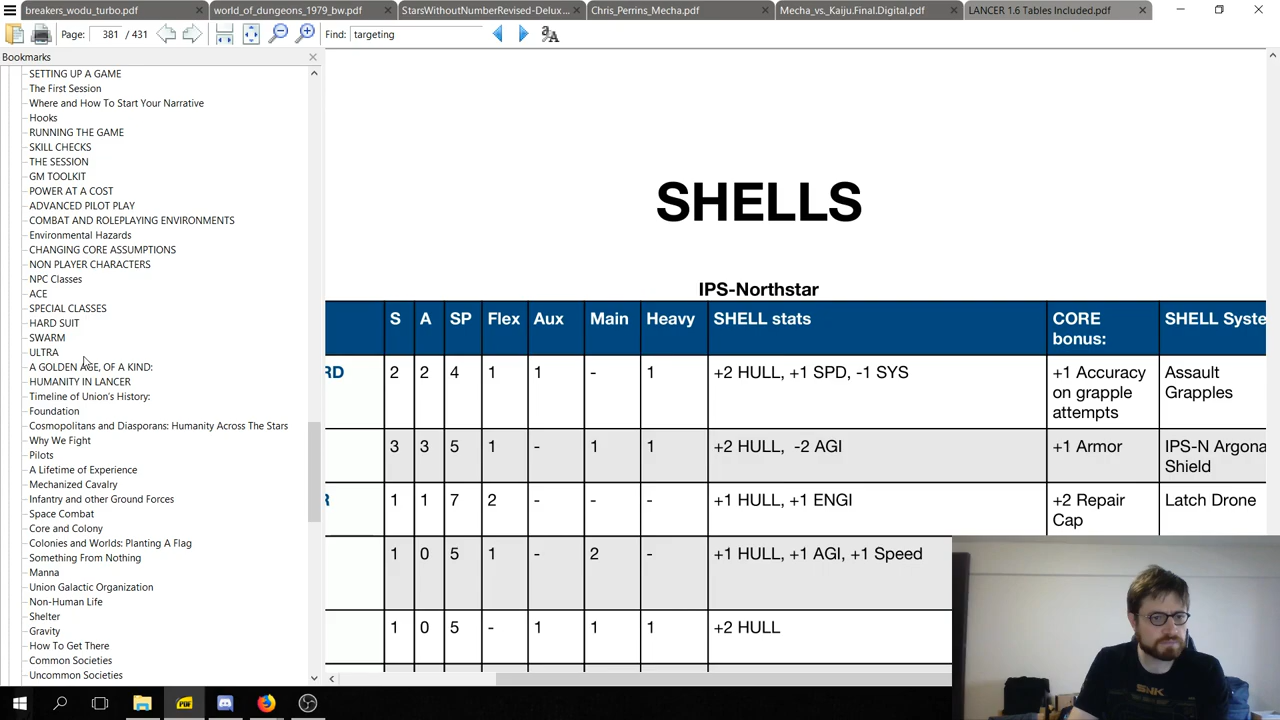 breakers_wodu_turbo.pdf
world_of_dungeons_1979_bw.pdf
StarsWithoutNumberRevised-Delux...
Chris_Perrins_Mecha.pdf
Mecha_vs._Kaiju.Final.Digital.pdf
LANCER 1.6 Tables Included.pdf
Page: 381 / 431
Find: targeting
Bookmarks
SETTING UP A GAME
The First Session
Where and How To Start Your Narrative
Hooks
RUNNING THE GAME
SKILL CHECKS
THE SESSION
GM TOOLKIT
POWER AT A COST
ADVANCED PILOT PLAY
COMBAT AND ROLEPLAYING ENVIRONMENTS
Environmental Hazards
CHANGING CORE ASSUMPTIONS
NON PLAYER CHARACTERS
NPC Classes
ACE
SPECIAL CLASSES
HARD SUIT
SWARM
ULTRA
A GOLDEN AGE, OF A KIND:
HUMANITY IN LANCER
Timeline of Union's History:
Foundation
Cosmopolitans and Diasporans: Humanity Across The Stars
Why We Fight
Pilots
A Lifetime of Experience
Mechanized Cavalry
Infantry and other Ground Forces
Space Combat
Core and Colony
Colonies and Worlds: Planting A Flag
Something From Nothing
Manna
Union Galactic Organization
Non-Human Life
Shelter
Gravity
How To Get There
Common Societies
Uncommon Societies
SHELLS
IPS-Northstar
S A SP Flex Aux Main Heavy SHELL stats CORE bonus: SHELL Syste
RD 2 2 4 1 1 - 1 +2 HULL, +1 SPD, -1 SYS +1 Accuracy on grapple attempts Assault Grapples
3 3 5 1 - 1 1 +2 HULL, -2 AGI +1 Armor IPS-N Argona Shield
R 1 1 7 2 - - - +1 HULL, +1 ENGI +2 Repair Cap Latch Drone
1 0 5 1 - 2 - +1 HULL, +1 AGI, +1 Speed
1 0 5 - 1 1 1 +2 HULL
SNK